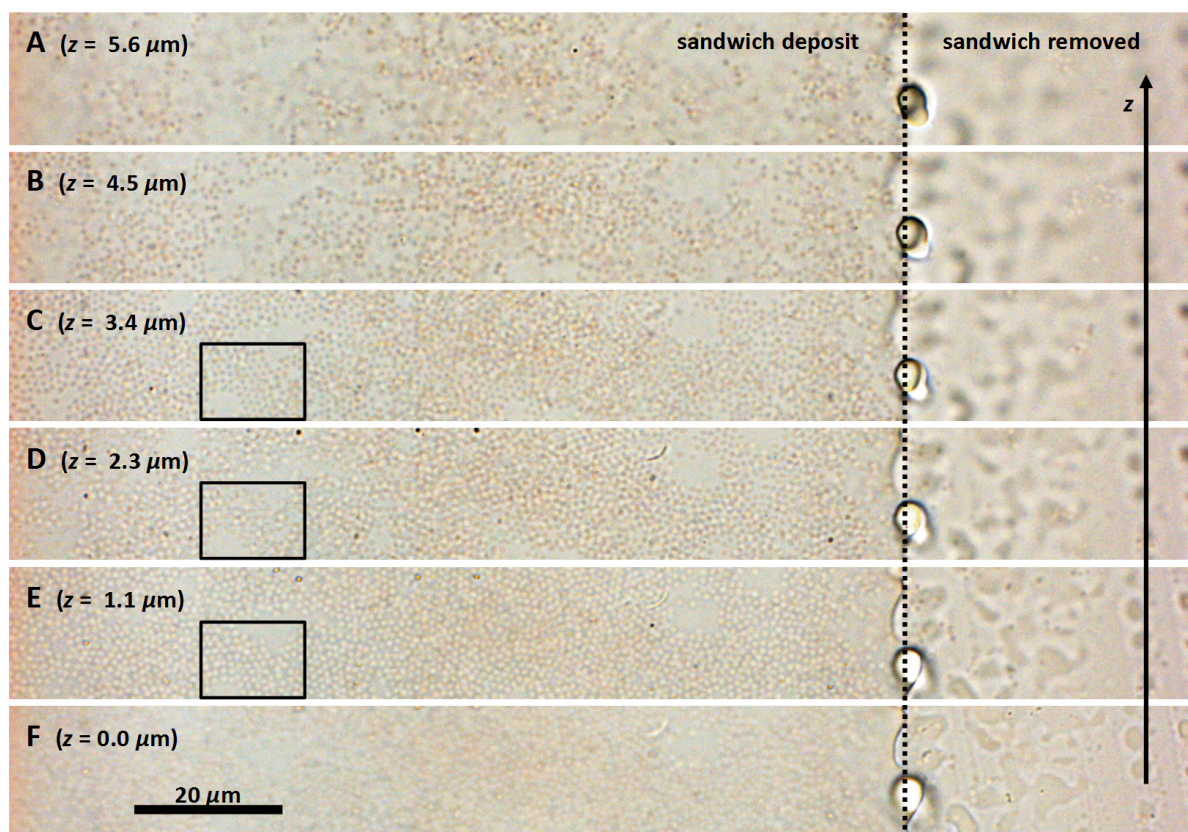 A (z = 5.6 µm)
sandwich deposit
sandwich removed
z
B (z = 4.5 µm)
C (z = 3.4 µm)
D (z = 2.3 µm)
E (z = 1.1 µm)
F (z = 0.0 µm)
20 µm